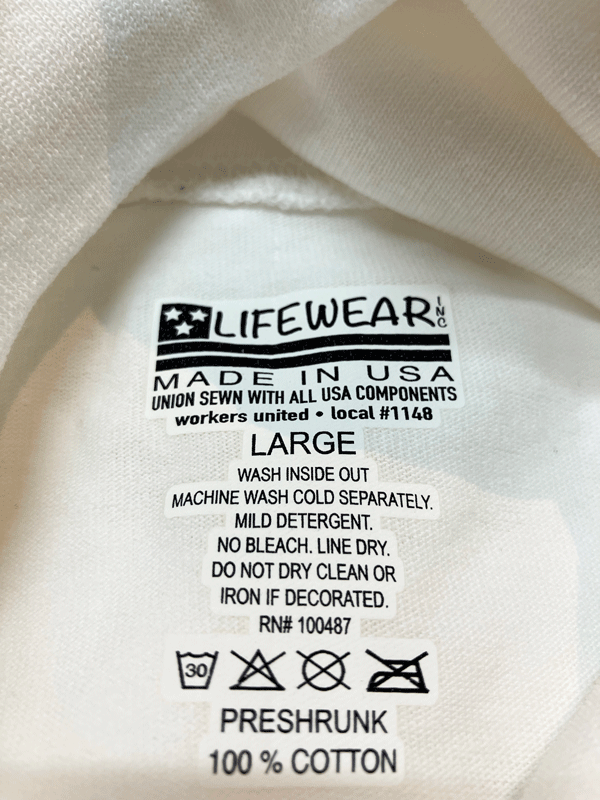 LIFEWEAR INC
MADE IN USA
UNION SEWN WITH ALL USA COMPONENTS
workers united • local #1148
LARGE
WASH INSIDE OUT
MACHINE WASH COLD SEPARATELY.
MILD DETERGENT.
NO BLEACH. LINE DRY.
DO NOT DRY CLEAN OR
IRON IF DECORATED.
RN# 100487
30
PRESHRUNK
100 % COTTON